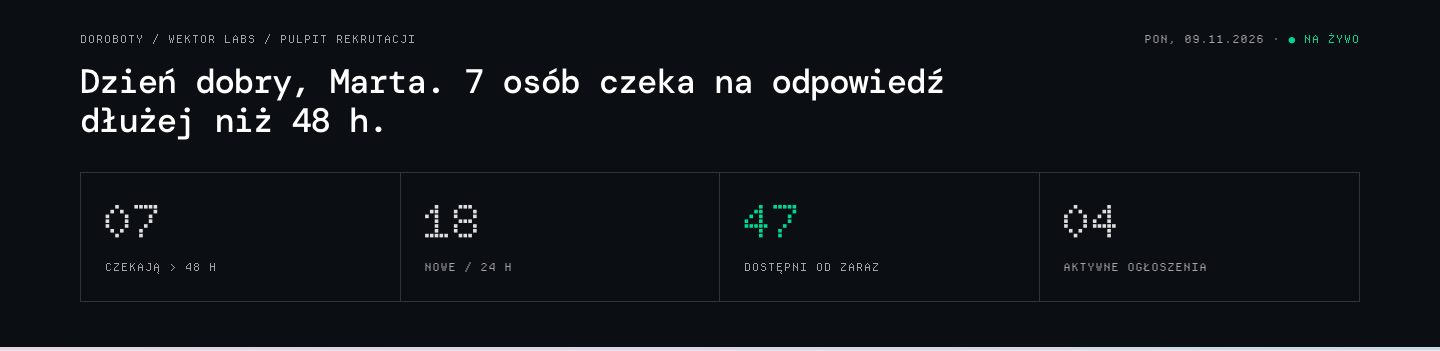 DOROBOTY / WEKTOR LABS / PULPIT REKRUTACJI
PON, 09.11.2026 · ● NA ŻYWO
Dzień dobry, Marta. 7 osób czeka na odpowiedź
dłużej niż 48 h.
07
CZEKAJĄ > 48 H
18
NOWE / 24 H
47
DOSTĘPNI OD ZARAZ
04
AKTYWNE OGŁOSZENIA